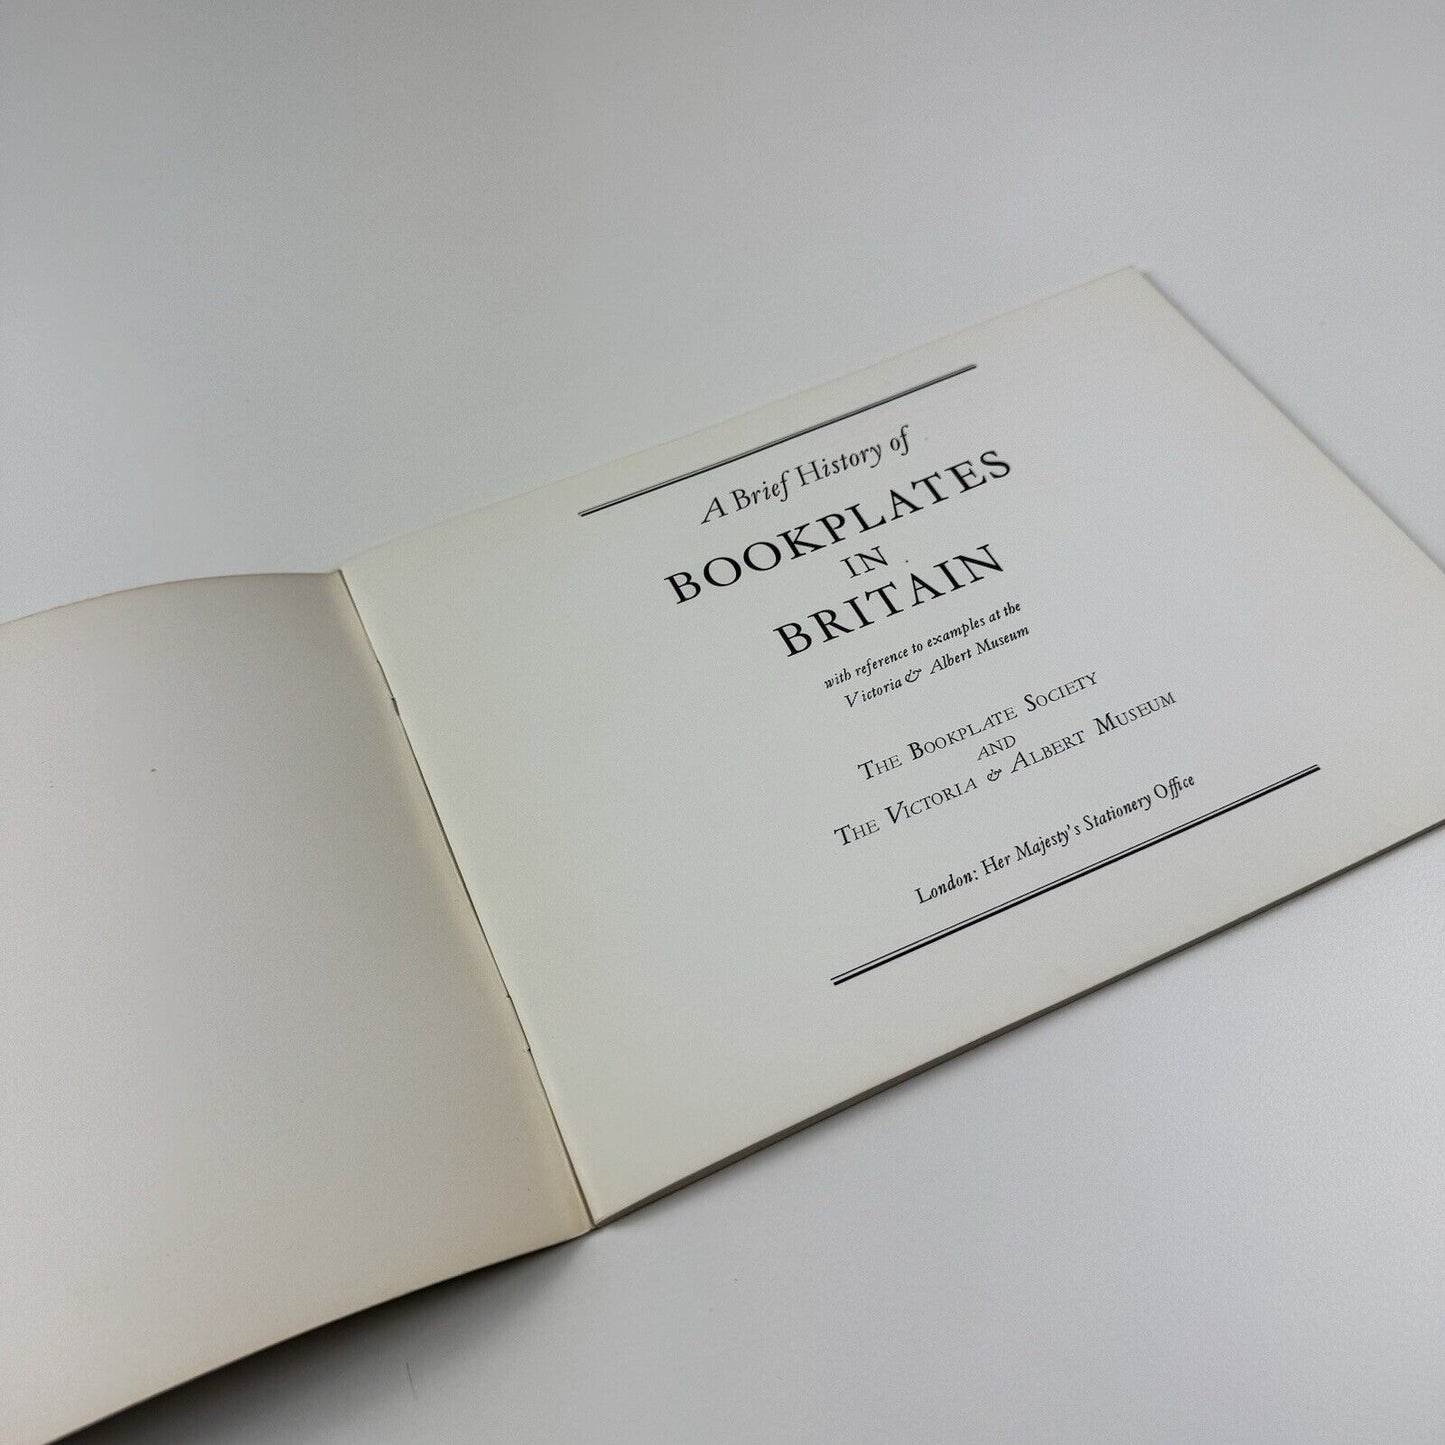 A Brief History of
BOOKPLATES
IN
BRITAIN
with reference to examples at the
Victoria & Albert Museum
THE BOOKPLATE SOCIETY
AND
THE VICTORIA & ALBERT MUSEUM
London: Her Majesty's Stationery Office